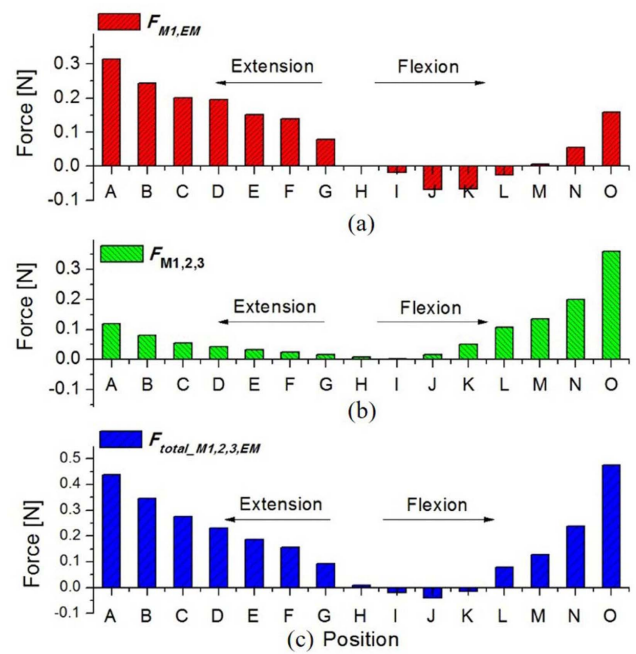 F_M1,EM
0.3
0.2
0.1
0.0
-0.1
Force [N]
Extension
Flexion
A B C D E F G H I J K L M N O
(a)
F_M1,2,3
0.3
0.2
0.1
0.0
-0.1
Force [N]
Extension
Flexion
A B C D E F G H I J K L M N O
(b)
F_total_M1,2,3,EM
0.5
0.4
0.3
0.2
0.1
0.0
-0.1
Force [N]
Extension
Flexion
A B C D E F G H I J K L M N O
(c) Position